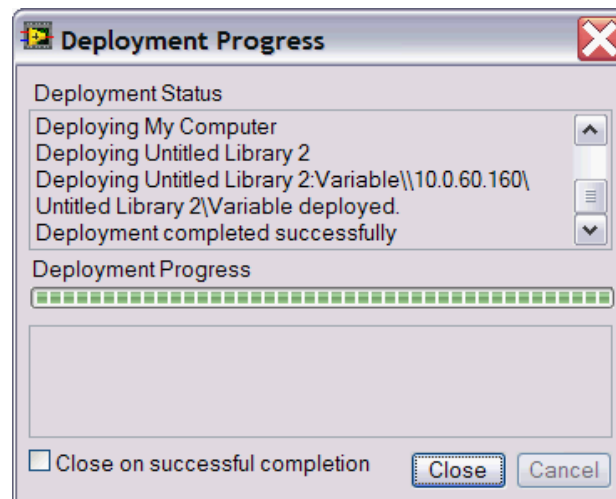 Deployment Progress
Deployment Status
Deploying My Computer
Deploying Untitled Library 2
Deploying Untitled Library 2:Variable\\10.0.60.160\
Untitled Library 2\Variable deployed.
Deployment completed successfully
Deployment Progress
Close on successful completion
Close
Cancel